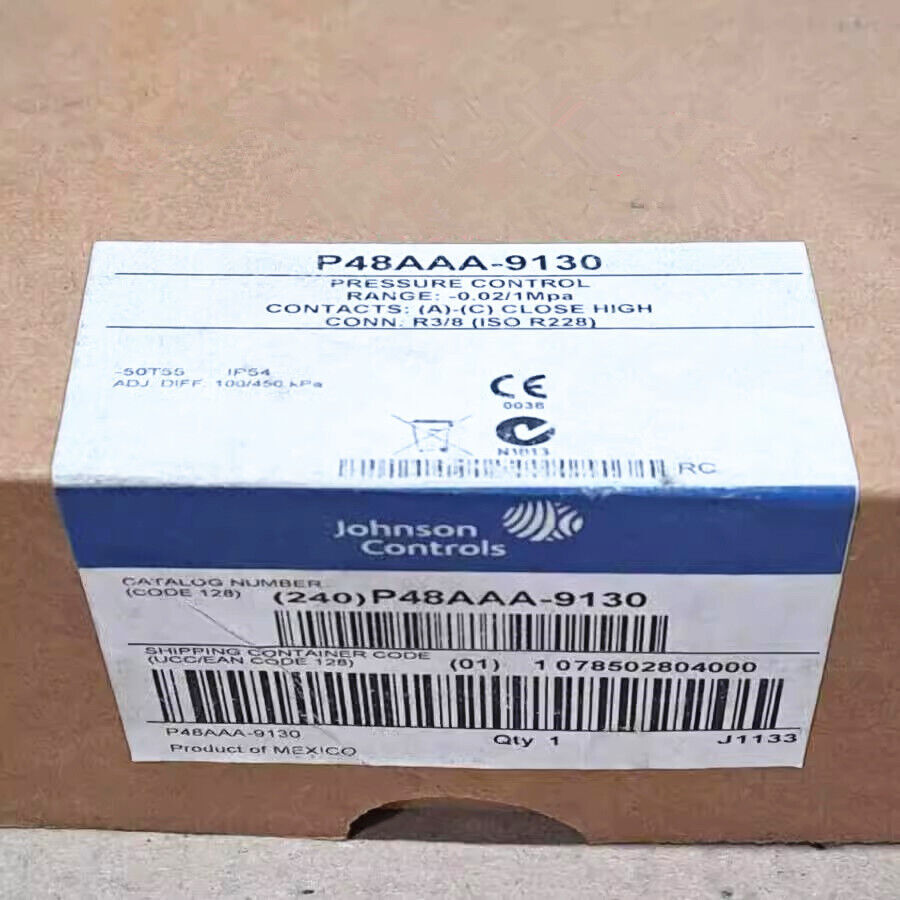 P48AAA-9130
PRESSURE CONTROL
RANGE: -0.02/1Mpa
CONTACTS: (A)-(C) CLOSE HIGH
CONN: R3/8 (ISO R228)
-50T55 IP54
ADJ. DIFF. 100/450 kPa
CE
0036
N1813
RC
Johnson
Controls
CATALOG NUMBER
(CODE 128) (240)P48AAA-9130
SHIPPING CONTAINER CODE
(UCC/EAN CODE 128) (01) 1 078502804000
P48AAA-9130 Qty 1 J1133
Product of MEXICO